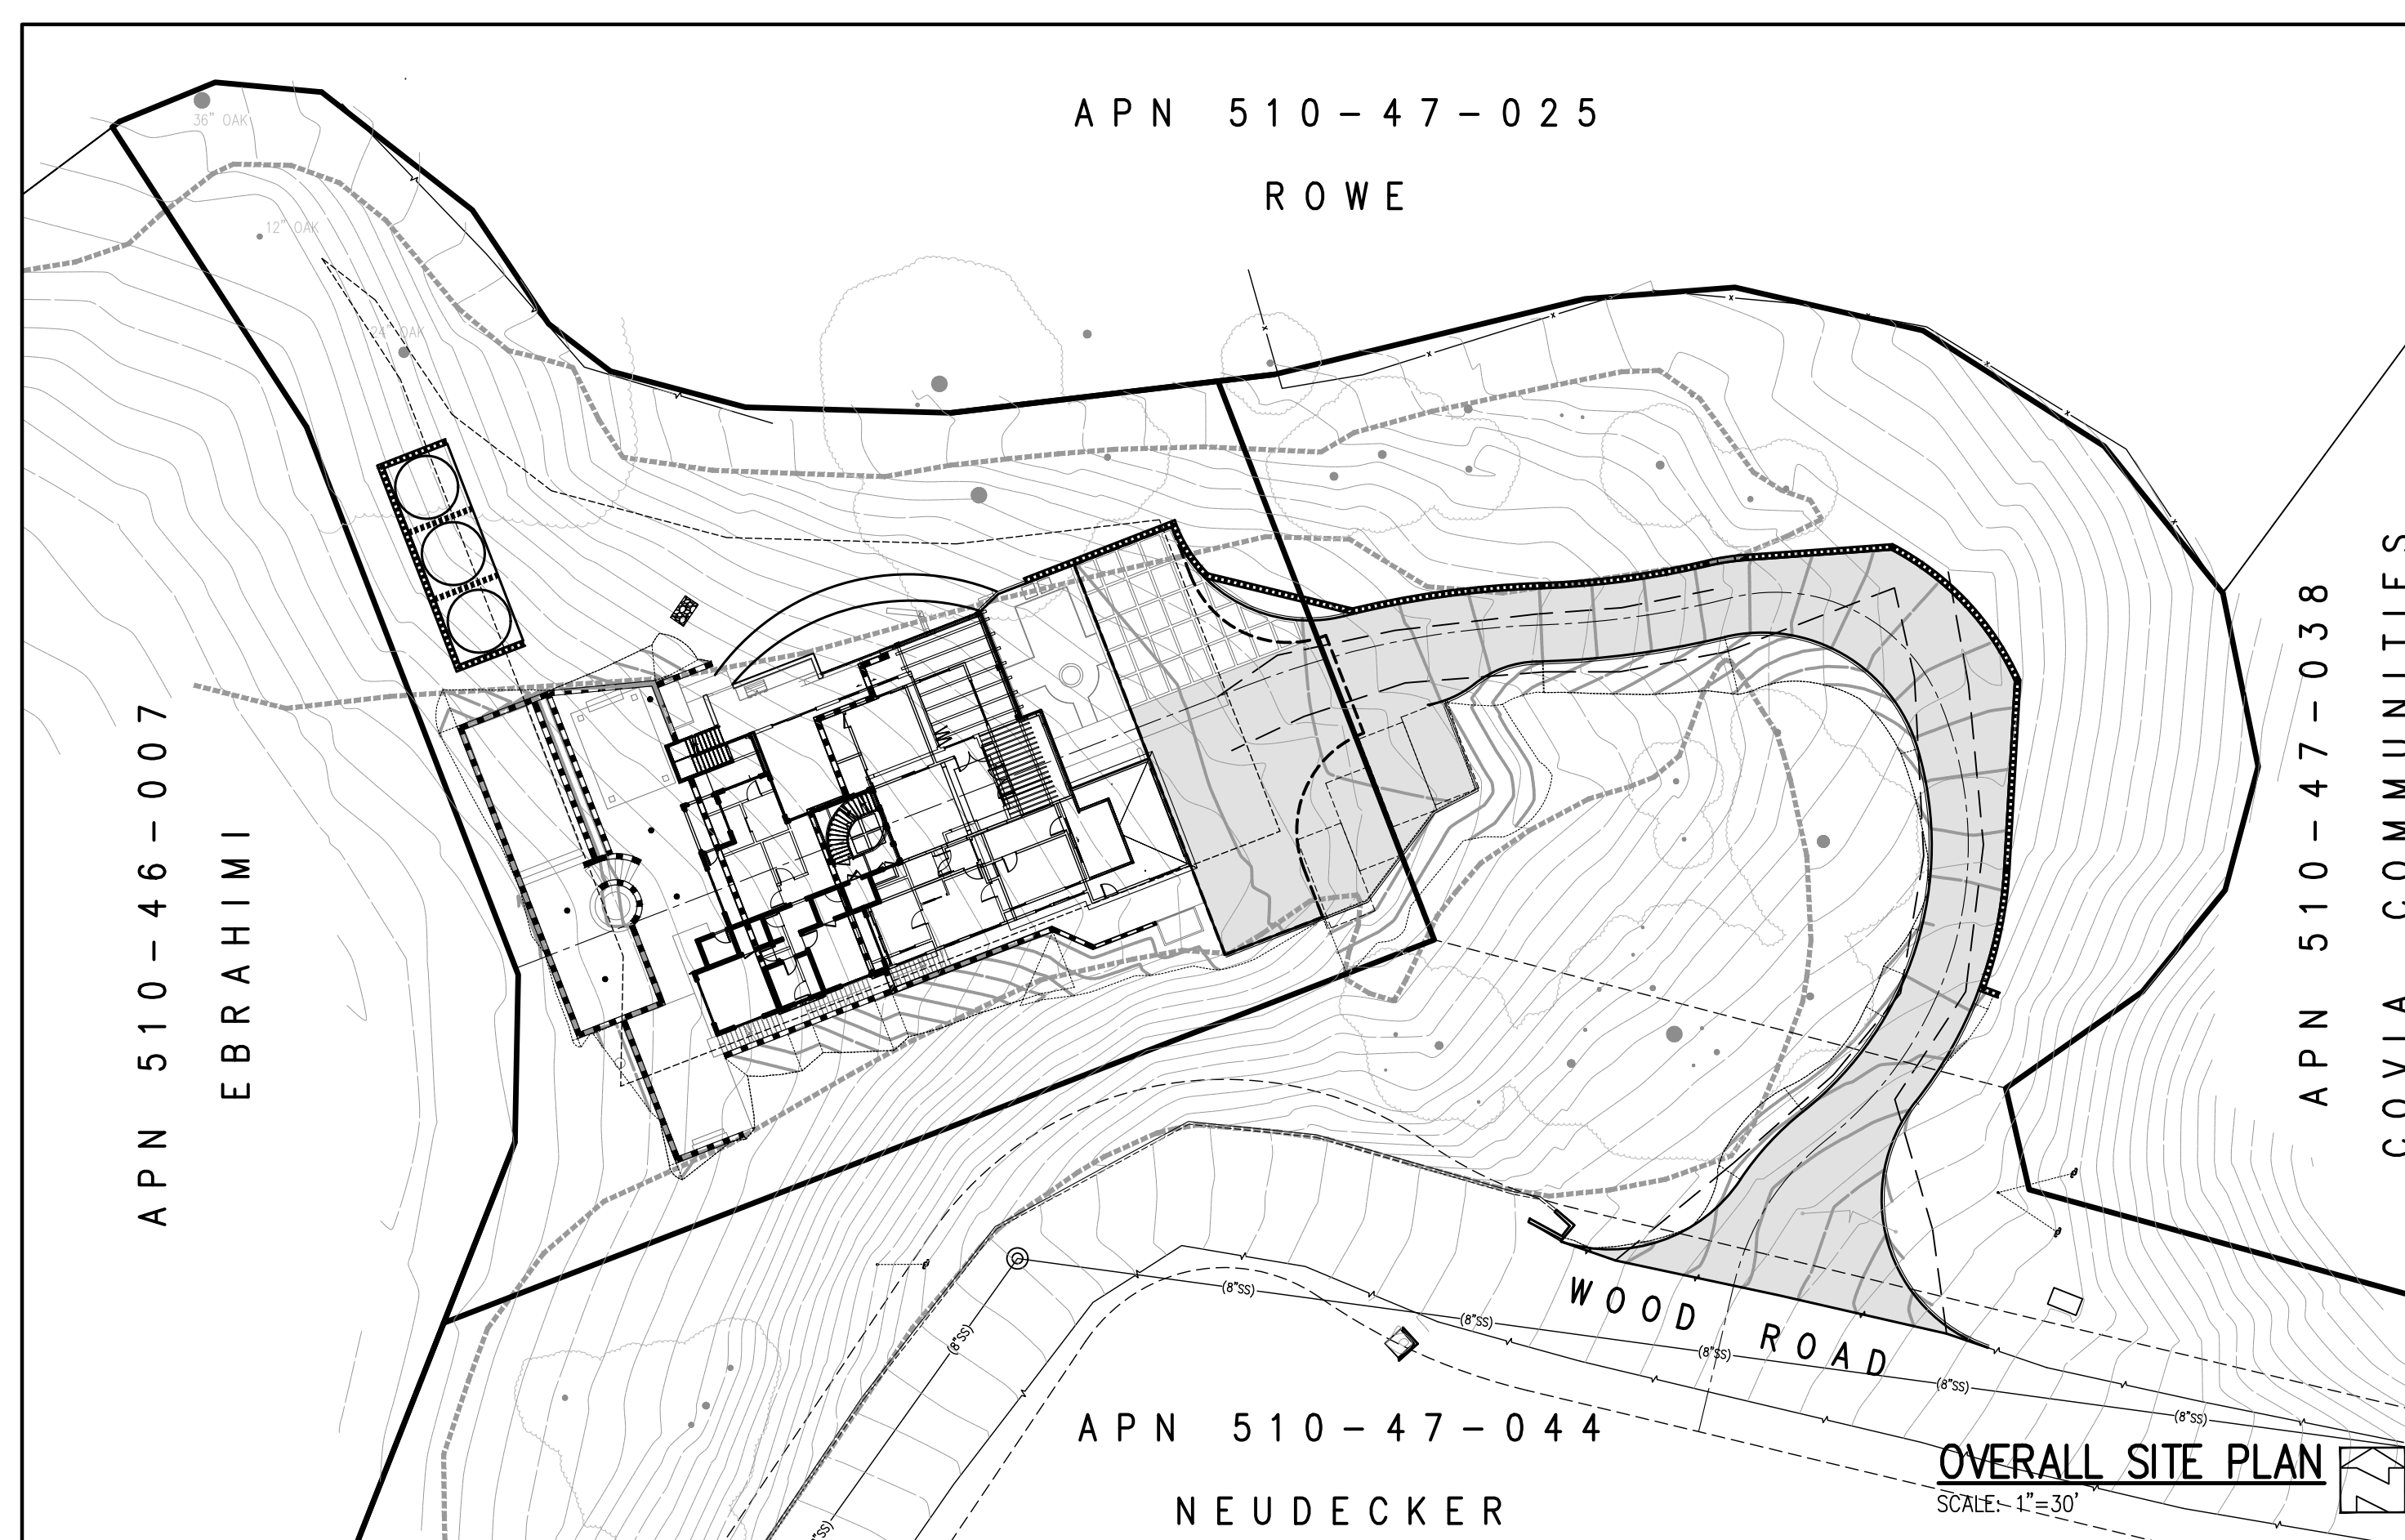 APN 510-47-025
ROWE
36" OAK
12" OAK
24" OAK
APN 510-46-007
EBRAHIMI
APN 510-47-038
COVIA COMMUNITIES
WOOD ROAD
(8"SS)
(8"SS)
(8"SS)
(8"SS)
(8"SS)
(8"SS)
APN 510-47-044
NEUDECKER
OVERALL SITE PLAN
SCALE: 1"=30'